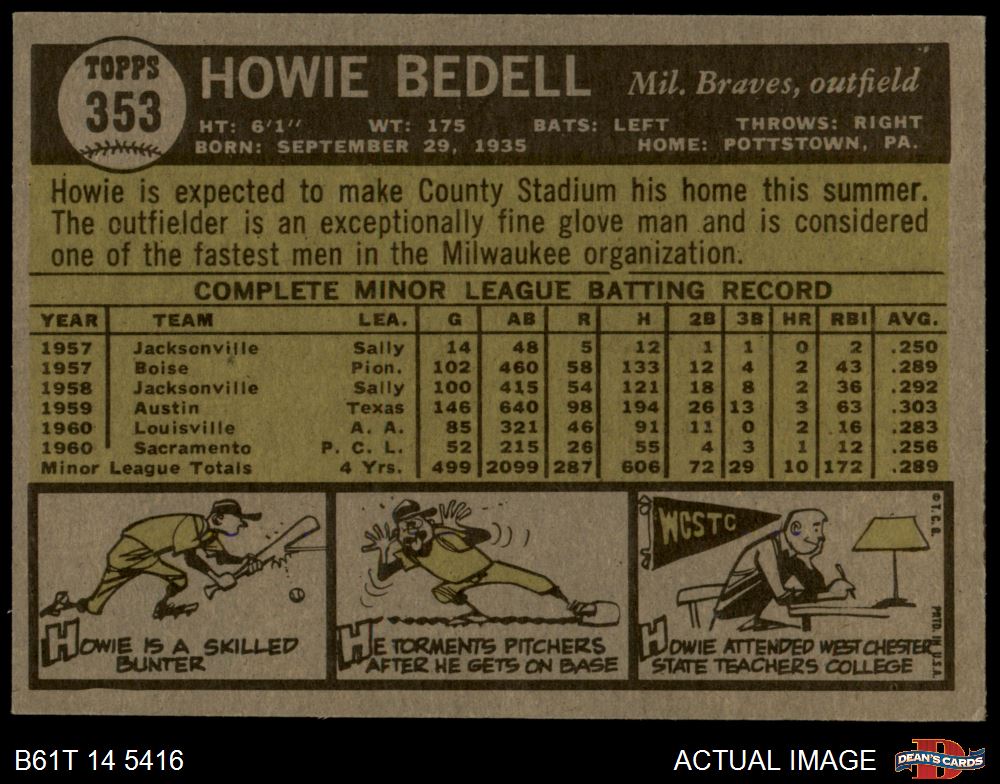 TOPPS
353
HOWIE BEDELL Mil. Braves, outfield
HT: 6'1" WT: 175 BATS: LEFT THROWS: RIGHT
BORN: SEPTEMBER 29, 1935 HOME: POTTSTOWN, PA.
Howie is expected to make County Stadium his home this summer.
The outfielder is an exceptionally fine glove man and is considered
one of the fastest men in the Milwaukee organization.
COMPLETE MINOR LEAGUE BATTING RECORD
YEAR TEAM LEA. G AB R H 2B 3B HR RBI AVG.
1957 Jacksonville Sally 14 48 5 12 1 1 0 2 .250
1957 Boise Pion. 102 460 58 133 12 4 2 43 .289
1958 Jacksonville Sally 100 415 54 121 18 8 2 36 .292
1959 Austin Texas 146 640 98 194 26 13 3 63 .303
1960 Louisville A. A. 85 321 46 91 11 0 2 16 .283
1960 Sacramento P. C. L. 52 215 26 55 4 3 1 12 .256
Minor League Totals 4 Yrs. 499 2099 287 606 72 29 10 172 .289
HOWIE IS A SKILLED
BUNTER
HE TORMENTS PITCHERS
AFTER HE GETS ON BASE
WCSTC
HOWIE ATTENDED WEST CHESTER
STATE TEACHERS COLLEGE
© T. C. G.
PRTD. IN U.S.A.
B61T 14 5416
ACTUAL IMAGE
D
DEAN'S CARDS